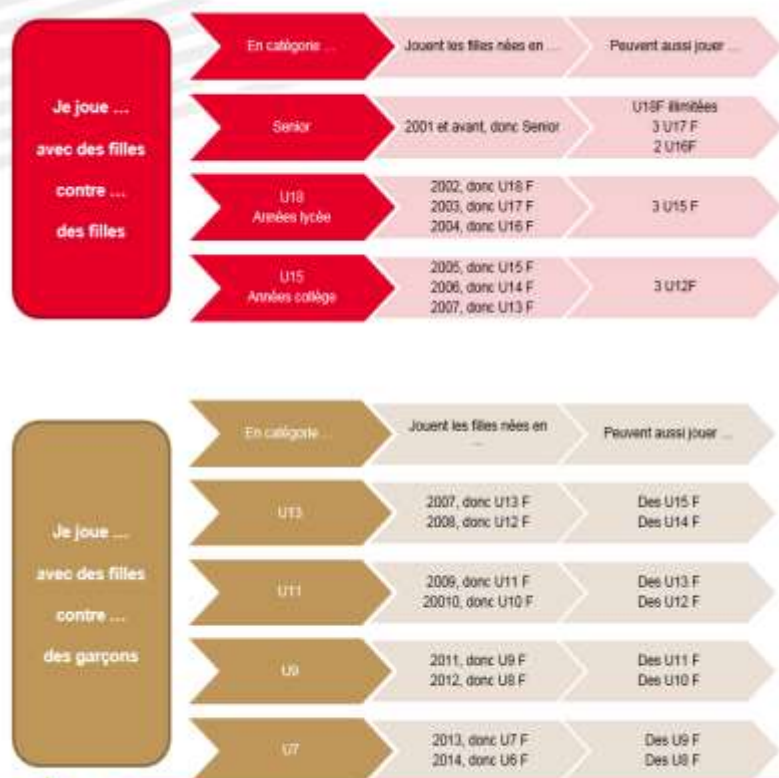 Je joue ...
avec des filles
contre ...
des filles
En catégorie ...
Jouent les filles nées en ...
Peuvent aussi jouer ...
Senior
2001 et avant, donc Senior
U18F illimitées
3 U17 F
2 U16F
U18
Années lycée
2002, donc U18 F
2003, donc U17 F
2004, donc U16 F
3 U15 F
U15
Années collège
2005, donc U15 F
2006, donc U14 F
2007, donc U13 F
3 U12F
Je joue ...
avec des filles
contre ...
des garçons
En catégorie ...
Jouent les filles nées en
...
Peuvent aussi jouer ...
U13
2007, donc U13 F
2008, donc U12 F
Des U15 F
Des U14 F
U11
2009, donc U11 F
20010, donc U10 F
Des U13 F
Des U12 F
U9
2011, donc U9 F
2012, donc U8 F
Des U11 F
Des U10 F
U7
2013, donc U7 F
2014, donc U6 F
Des U9 F
Des U8 F